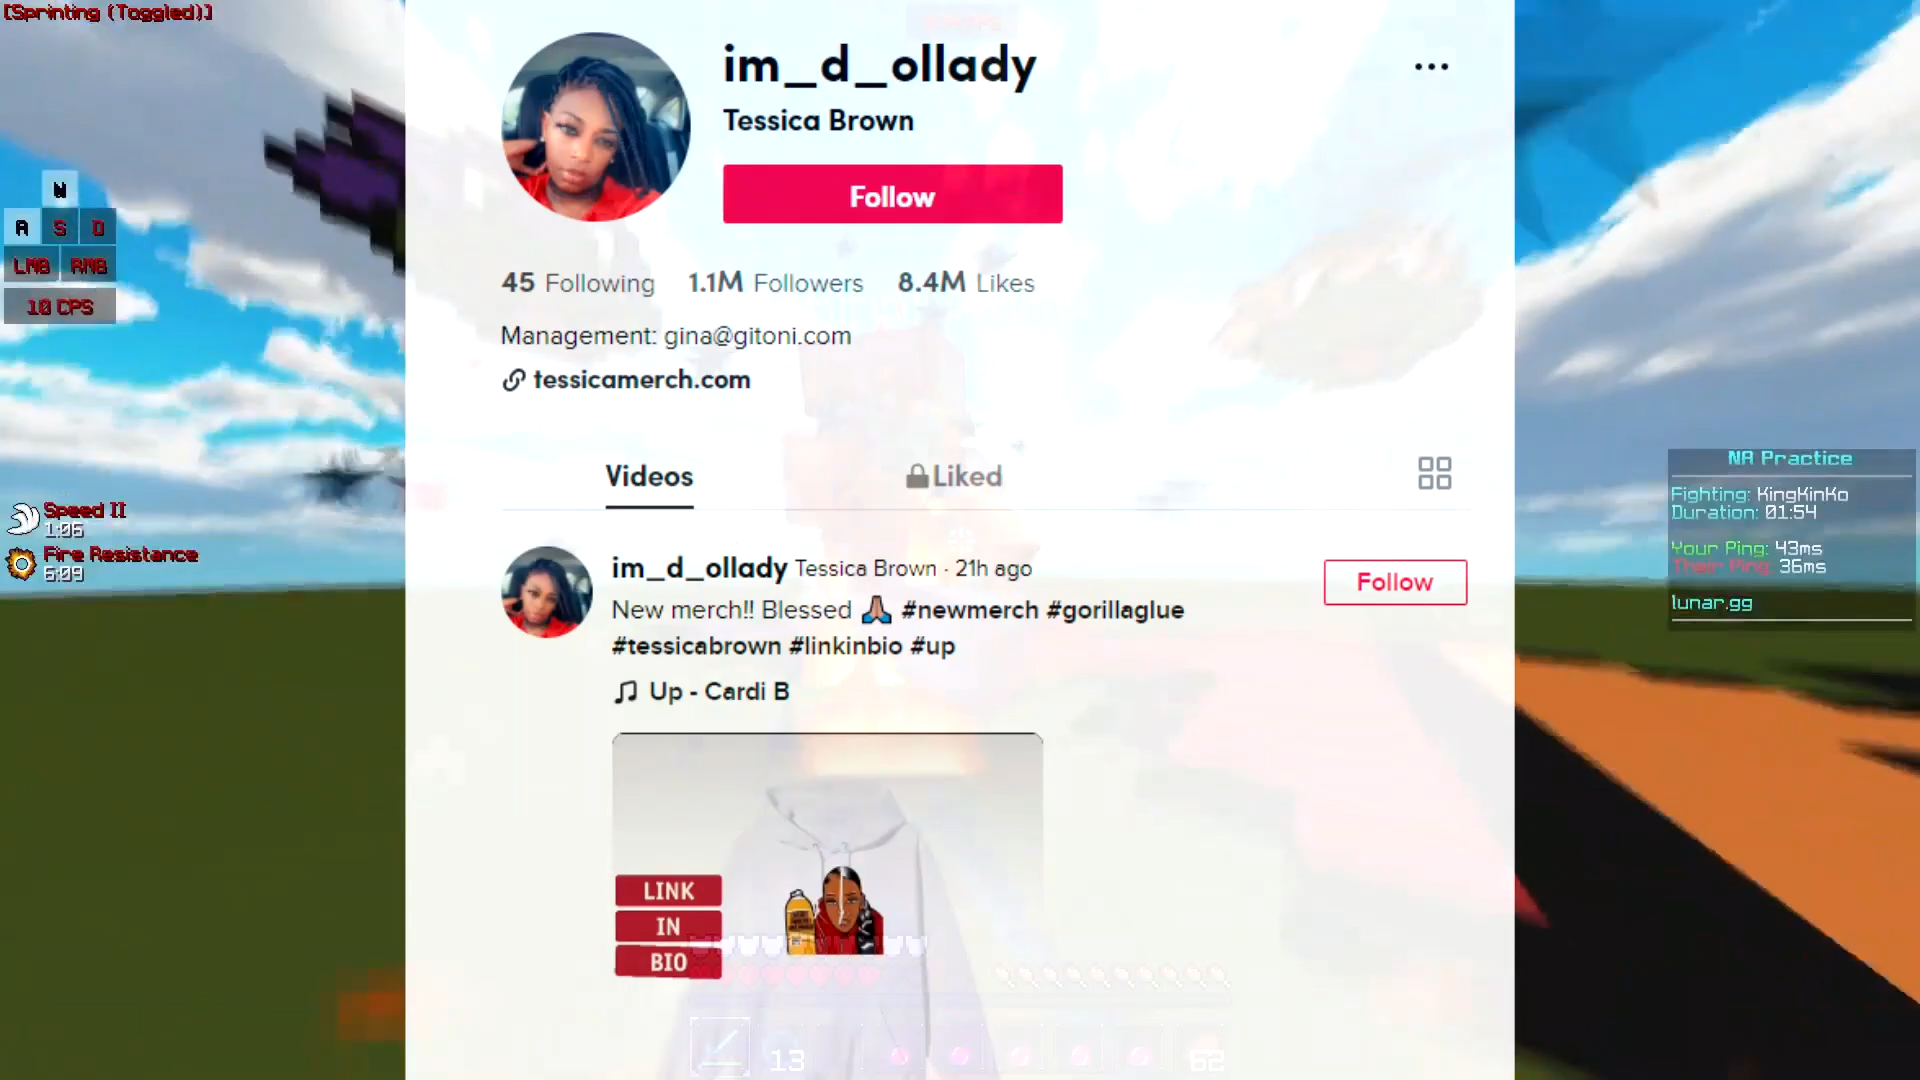 [Sprinting (Toggled)]
im_d_ollady
Tessica Brown
Follow
45 Following 1.1M Followers 8.4M Likes
Management: gina@gitoni.com
tessicamerch.com
Videos
Liked
im_d_ollady Tessica Brown · 21h ago
Follow
New merch!! Blessed 🙏🏽 #newmerch #gorillaglue
#tessicabrown #linkinbio #up
Up - Cardi B
LINK
IN
BIO
W
A S D
LMB RMB
10 CPS
Speed II
1:06
Fire Resistance
6:09
NA Practice
Fighting: KingKinKo
Duration: 01:54
Your Ping: 43ms
Their Ping: 36ms
lunar.gg
13
62